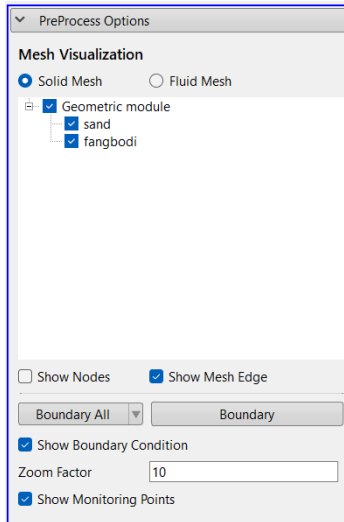 PreProcess Options
Mesh Visualization
Solid Mesh Fluid Mesh
Geometric module
sand
fangbodi
Show Nodes Show Mesh Edge
Boundary All Boundary
Show Boundary Condition
Zoom Factor 10
Show Monitoring Points